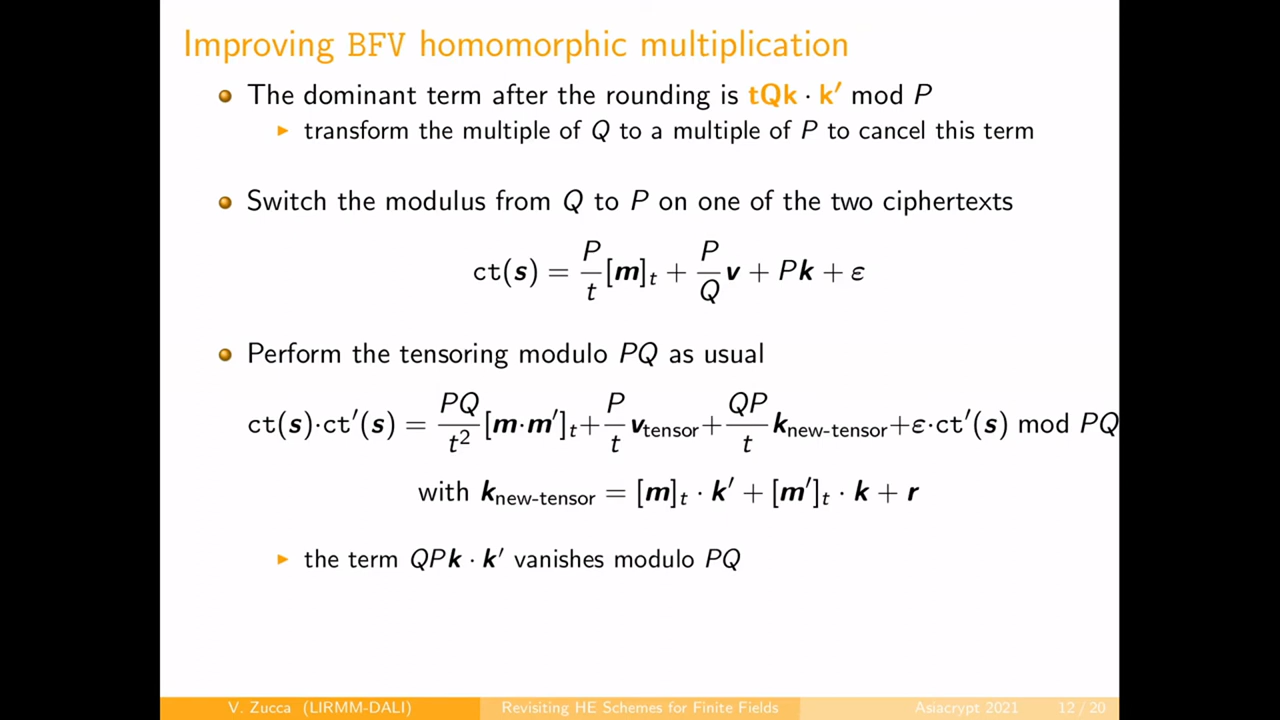 Improving BFV homomorphic multiplication
The dominant term after the rounding is tQk · k′ mod P
▶ transform the multiple of Q to a multiple of P to cancel this term
Switch the modulus from Q to P on one of the two ciphertexts
ct(s) = P/t [m]_t + P/Q v + Pk + ε
Perform the tensoring modulo PQ as usual
ct(s)·ct′(s) = PQ/t² [m·m′]_t + P/t v_tensor + QP/t k_new-tensor + ε·ct′(s) mod PQ
with k_new-tensor = [m]_t · k′ + [m′]_t · k + r
▶ the term QPk · k′ vanishes modulo PQ
V. Zucca (LIRMM-DALI) Revisiting HE Schemes for Finite Fields Asiacrypt 2021 12 / 20